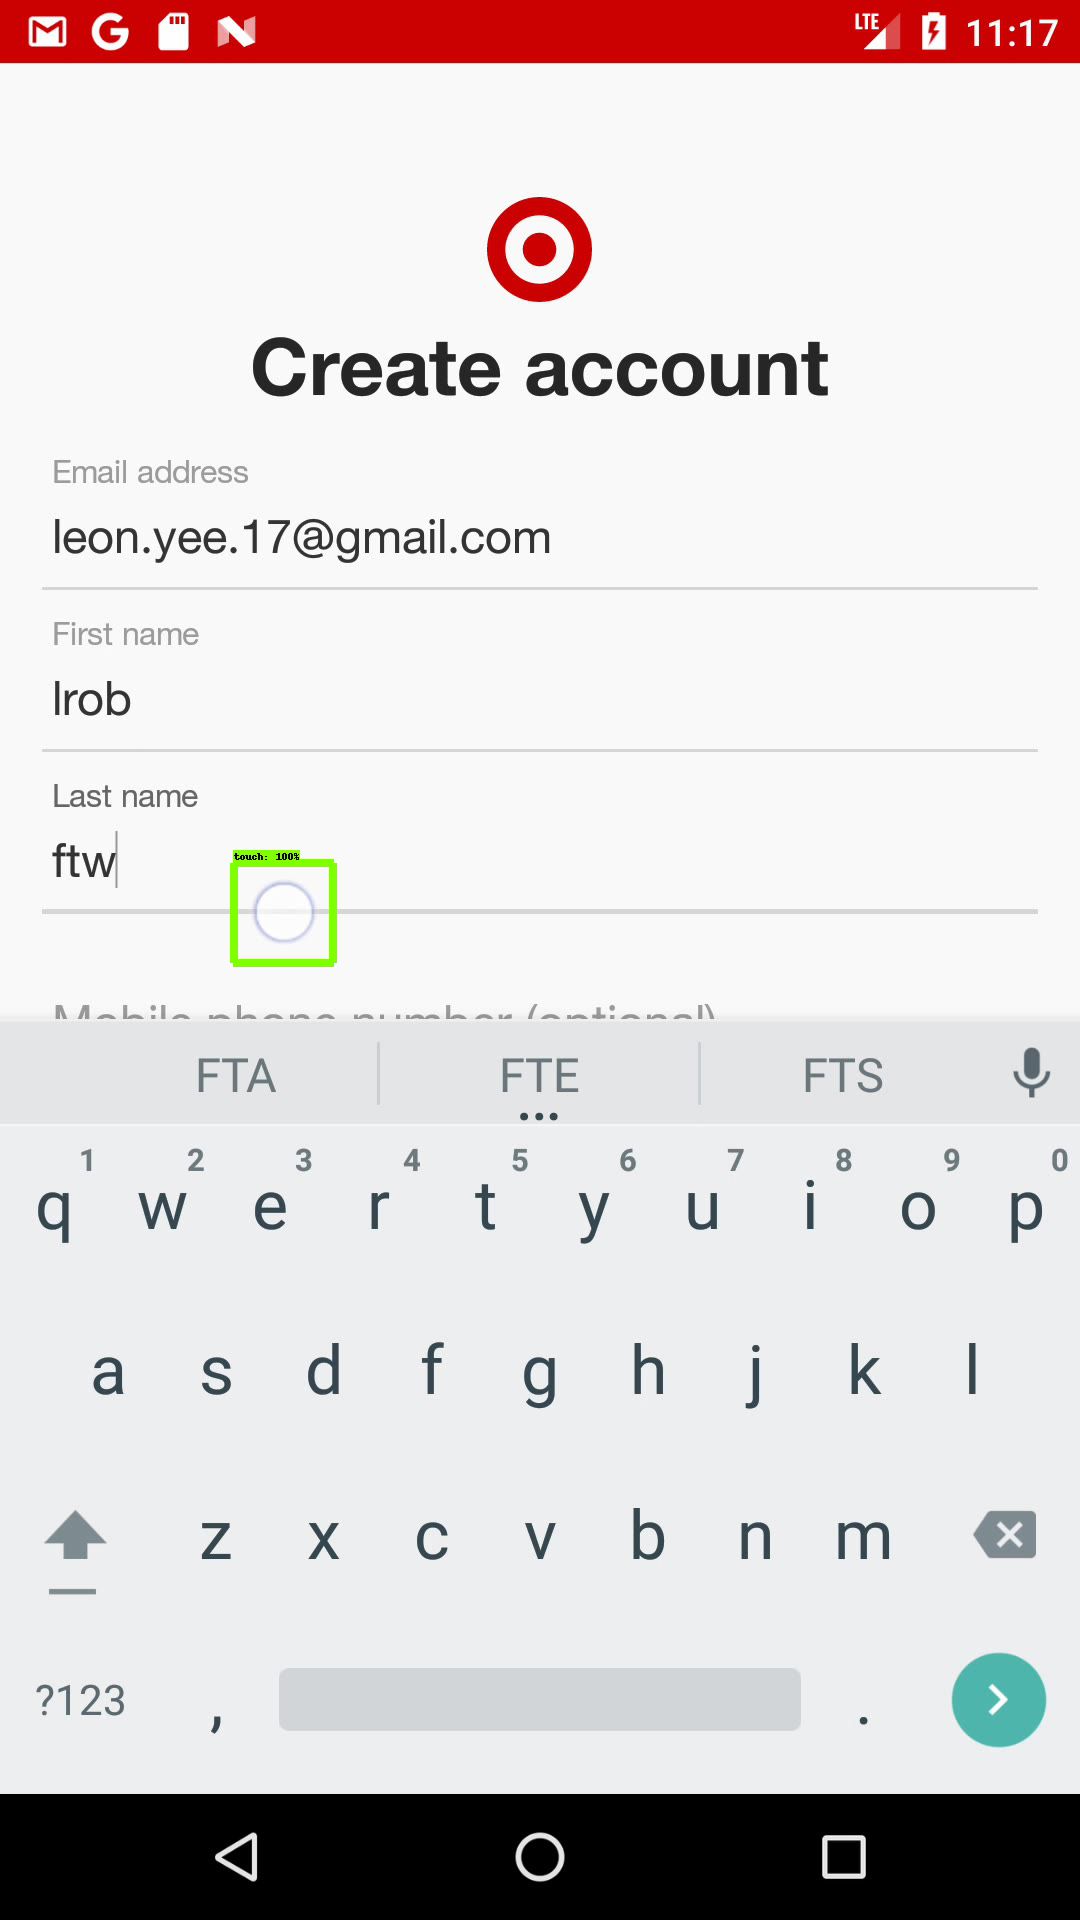 LTE 11:17
Create account
Email address
leon.yee.17@gmail.com
First name
lrob
Last name
ftw
touch: 100%
Mobile phone number (optional)
FTA FTE FTS
1 2 3 4 5 6 7 8 9 0
q w e r t y u i o p
a s d f g h j k l
z x c v b n m
?123 , .